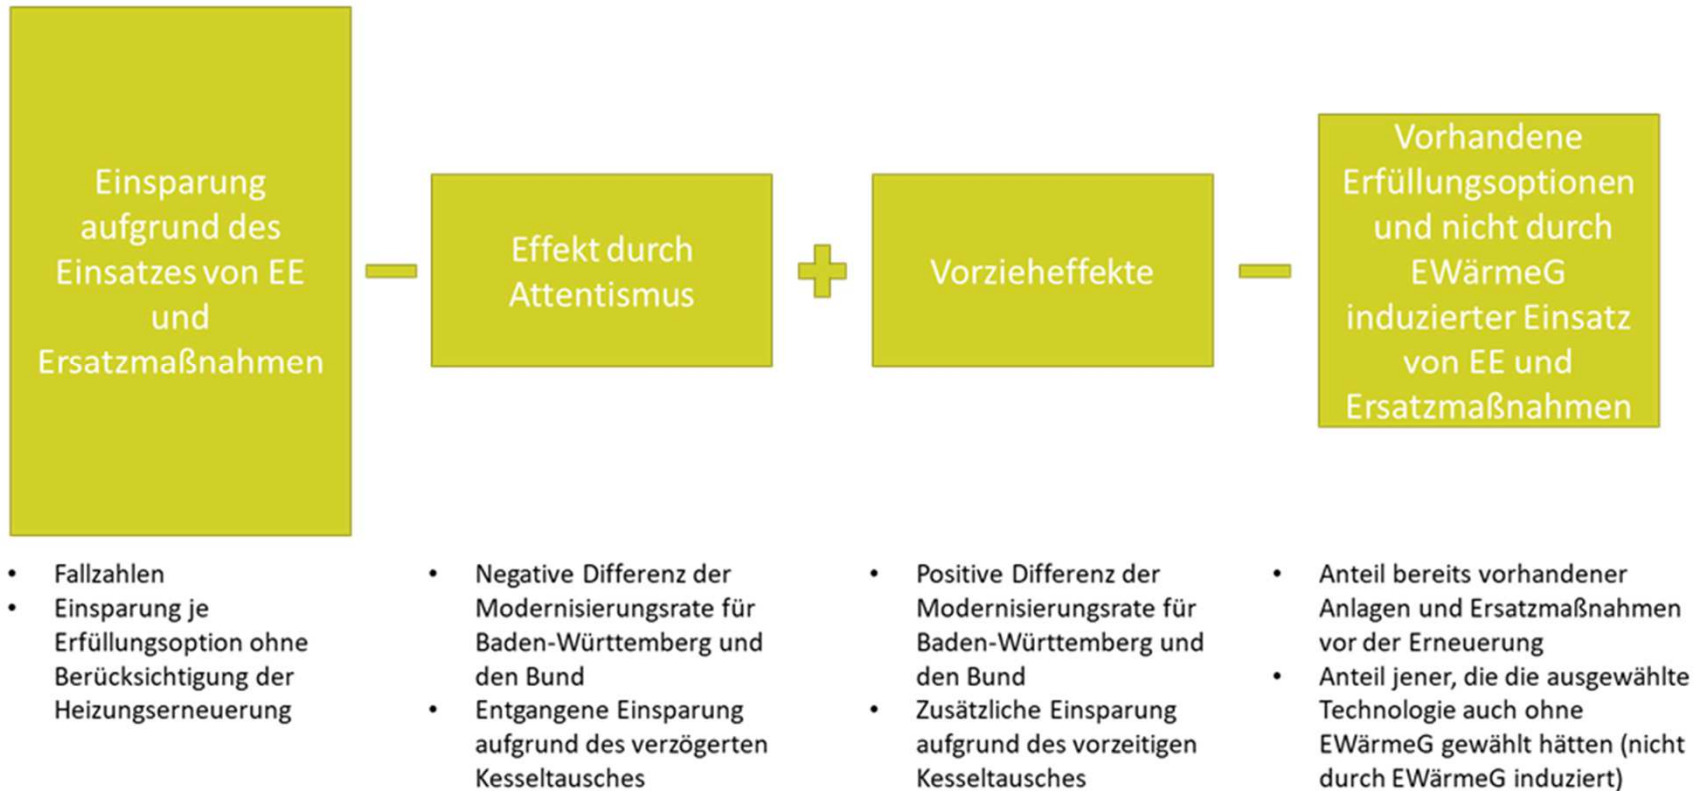 Einsparung
aufgrund des
Einsatzes von EE
und
Ersatzmaßnahmen
Effekt durch
Attentismus
Vorzieheffekte
Vorhandene
Erfüllungsoptionen
und nicht durch
EWärmeG
induzierter Einsatz
von EE und
Ersatzmaßnahmen
• Fallzahlen
• Einsparung je
Erfüllungsoption ohne
Berücksichtigung der
Heizungserneuerung
• Negative Differenz der
Modernisierungsrate für
Baden-Württemberg und
den Bund
• Entgangene Einsparung
aufgrund des verzögerten
Kesseltausches
• Positive Differenz der
Modernisierungsrate für
Baden-Württemberg und
den Bund
• Zusätzliche Einsparung
aufgrund des vorzeitigen
Kesseltausches
• Anteil bereits vorhandener
Anlagen und Ersatzmaßnahmen
vor der Erneuerung
• Anteil jener, die die ausgewählte
Technologie auch ohne
EWärmeG gewählt hätten (nicht
durch EWärmeG induziert)